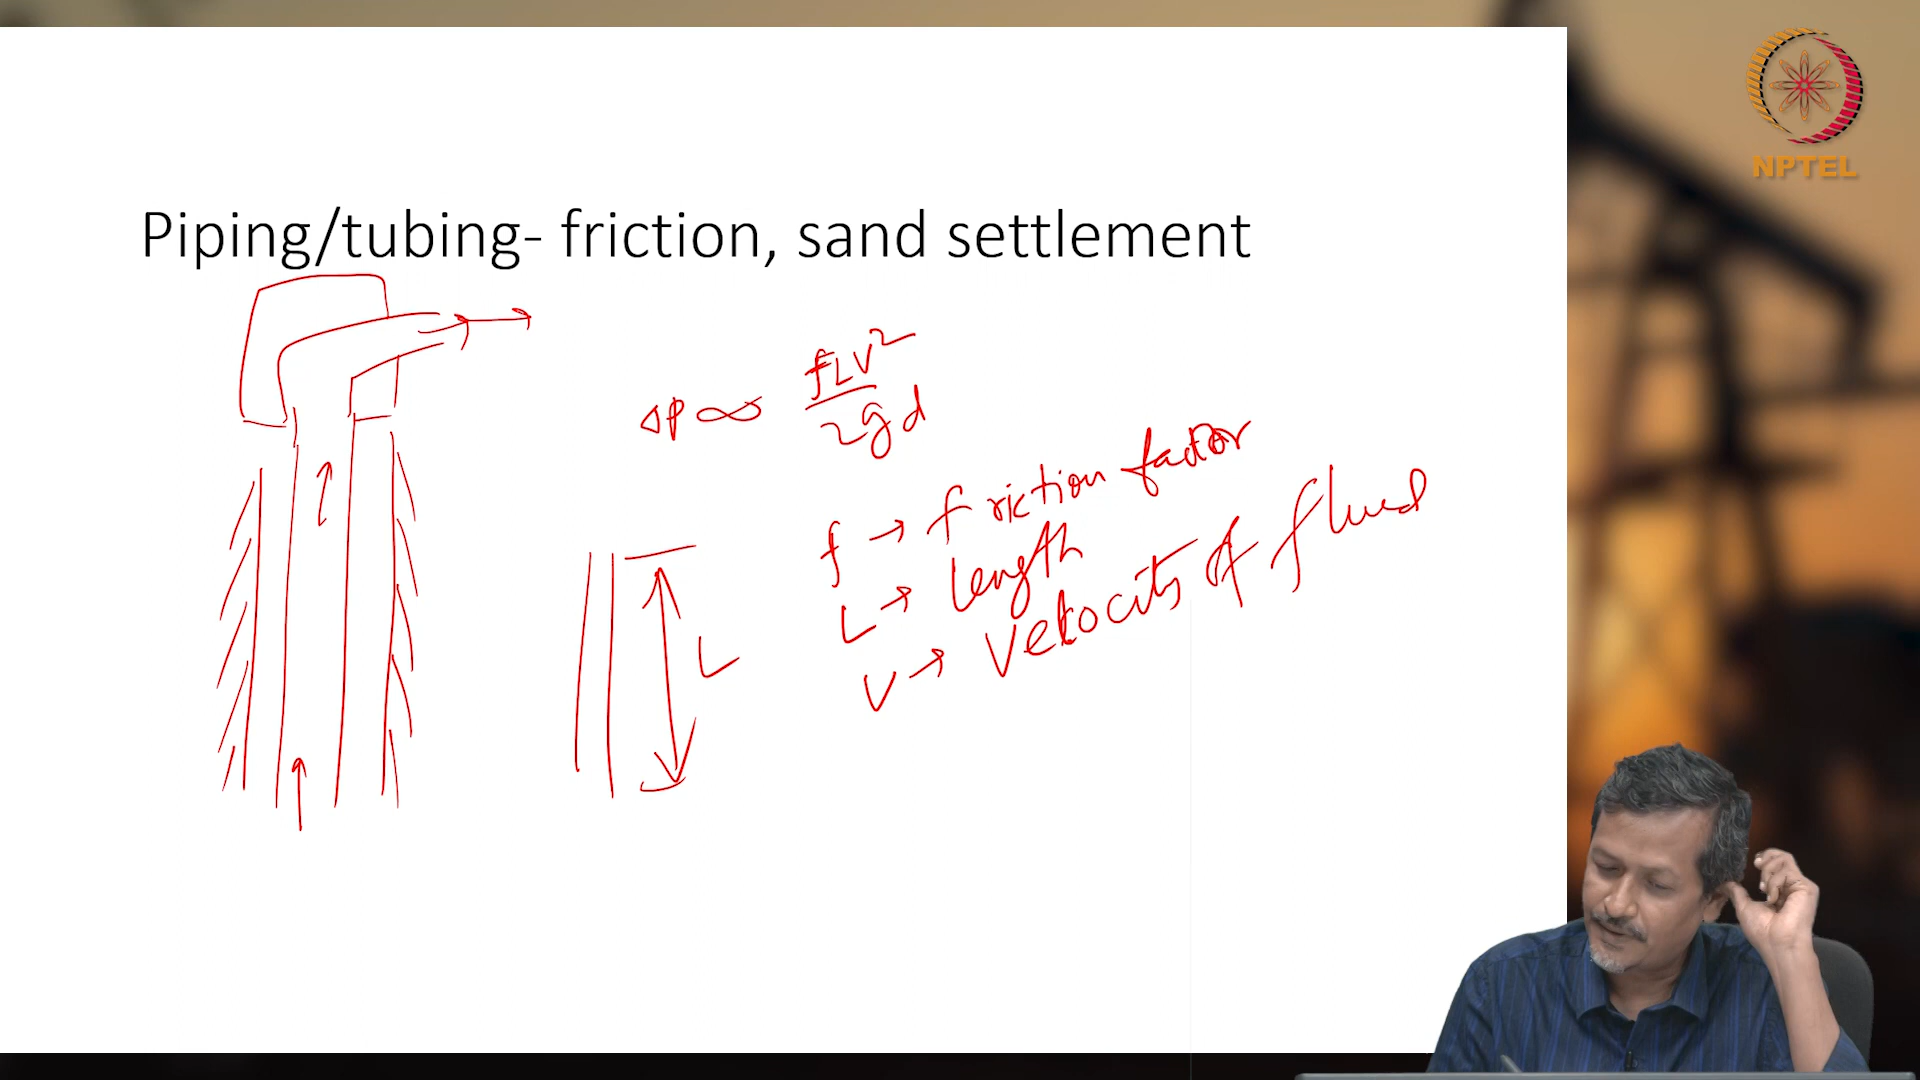 NPTEL
Piping/tubing- friction, sand settlement
ΔP ∝ fLV²
2gd
f → friction factor
L → length
V → velocity of fluid
L